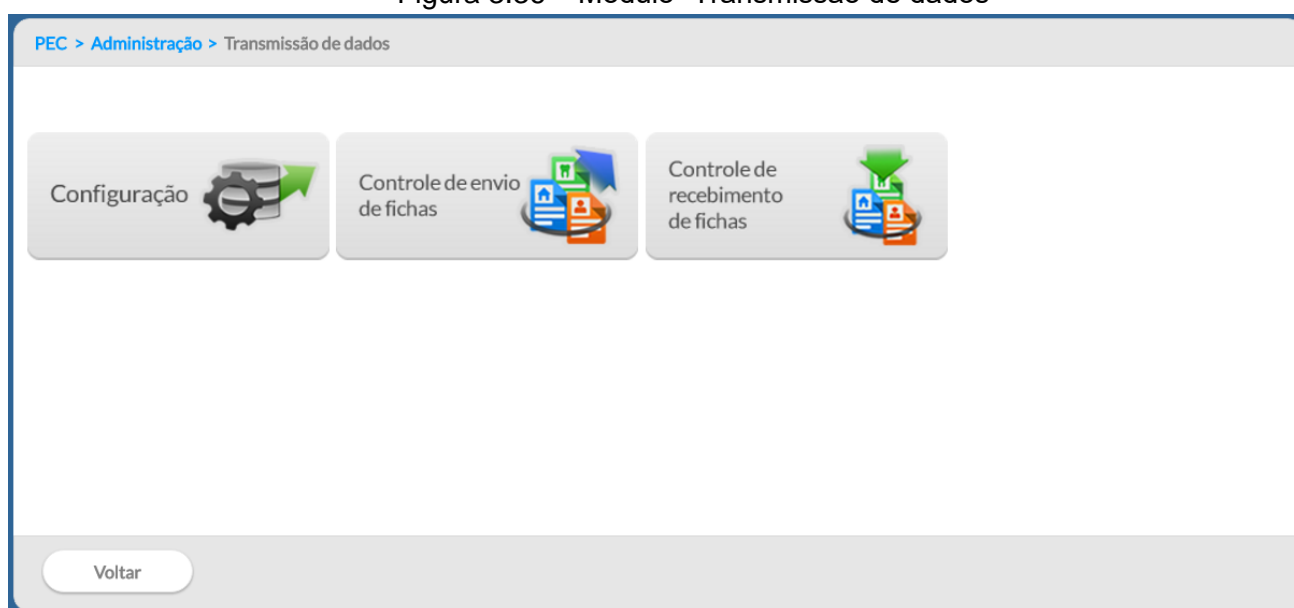 PEC > Administração > Transmissão de dados
Configuração
Controle de envio
de fichas
Controle de
recebimento
de fichas
Voltar